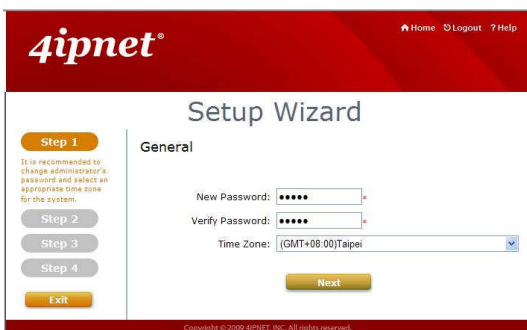 4ipnet®
Home Logout ? Help
Setup Wizard
Step 1
It is recommended to
change administrator's
password and select an
appropriate time zone
for the system.
Step 2
Step 3
Step 4
Exit
General
New Password: ••••• *
Verify Password: ••••• *
Time Zone: (GMT+08:00)Taipei
Next
Copyright © 2009 4IPNET, INC. All rights reserved.